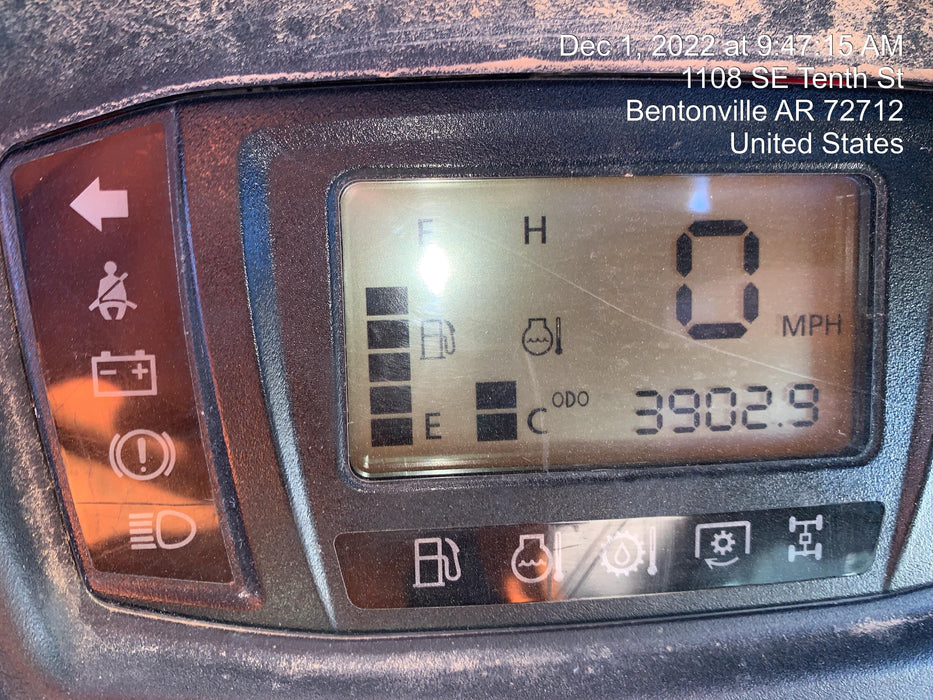 Dec 1, 2022 at 9:47:15 AM
1108 SE Tenth St
Bentonville AR 72712
United States
F H
0 MPH
E C ODO 3902.9